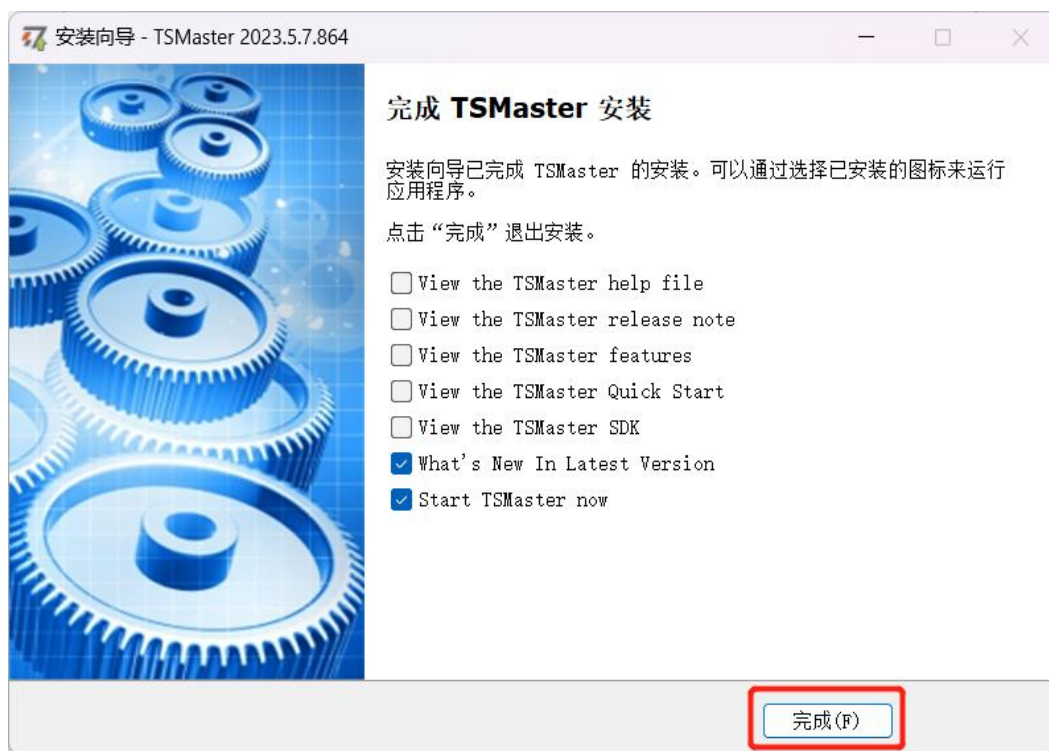 安装向导 - TSMaster 2023.5.7.864
完成 TSMaster 安装
安装向导已完成 TSMaster 的安装。可以通过选择已安装的图标来运行
应用程序。
点击“完成”退出安装。
View the TSMaster help file
View the TSMaster release note
View the TSMaster features
View the TSMaster Quick Start
View the TSMaster SDK
What's New In Latest Version
Start TSMaster now
完成(F)